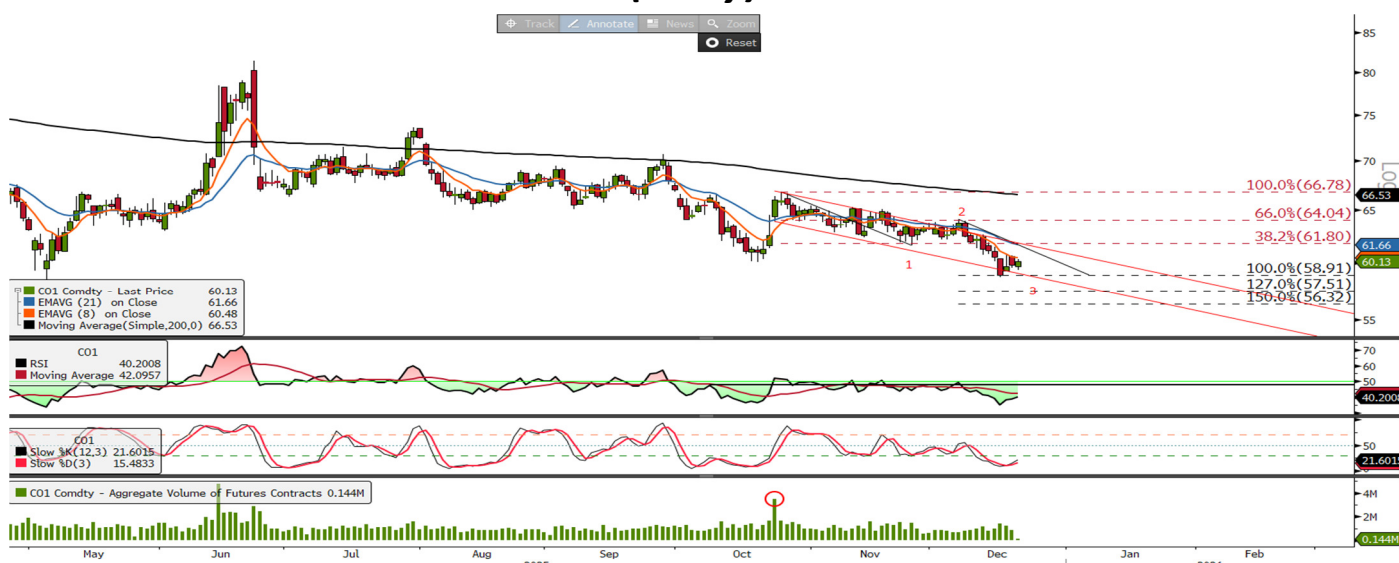 Track Annotate News Zoom
Reset
85
80
75
70
65
55
100.0%(66.78)
66.53
66.0%(64.04)
38.2%(61.80)
61.66
60.13
100.0%(58.91)
127.0%(57.51)
150.0%(56.32)
1
2
3
CO1 Comdty - Last Price 60.13
EMAVG (21) on Close 61.66
EMAVG (8) on Close 60.48
Moving Average(Simple,200,0) 66.53
CO1
RSI 40.2008
Moving Average 42.0957
70
60
50
40.2008
CO1
Slow %K(12,3) 21.6015
Slow %D(3) 15.4833
50
21.6015
CO1 Comdty - Aggregate Volume of Futures Contracts 0.144M
4M
2M
0.144M
May Jun Jul Aug Sep Oct Nov Dec Jan Feb